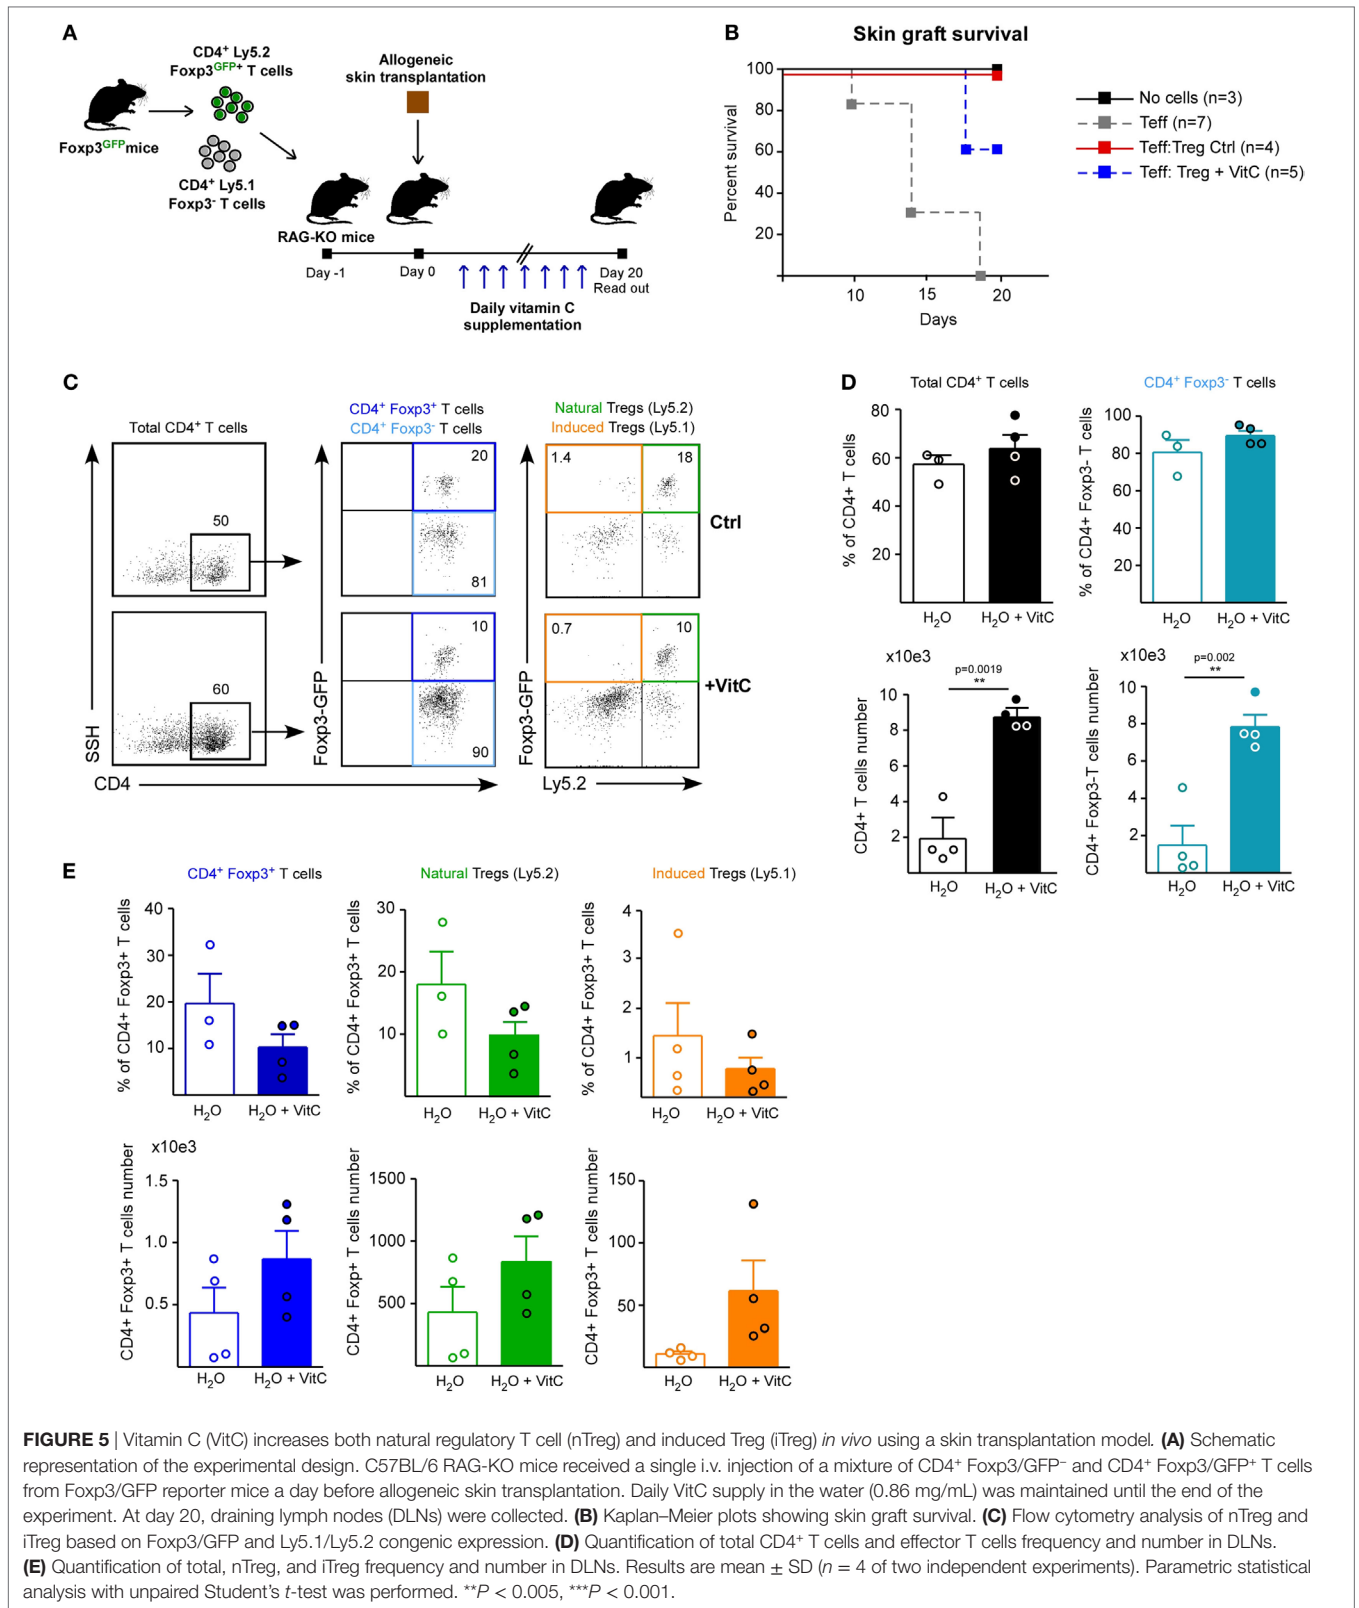 A
CD4+ Ly5.2
Foxp3GFP+ T cells
Foxp3GFPmice
CD4+ Ly5.1
Foxp3- T cells
Allogeneic
skin transplantation
RAG-KO mice
Day -1
Day 0
Day 20
Read out
Daily vitamin C
supplementation
B
Skin graft survival
Percent survival
100
80
60
40
20
10
15
20
Days
No cells (n=3)
Teff (n=7)
Teff:Treg Ctrl (n=4)
Teff: Treg + VitC (n=5)
C
Total CD4+ T cells
CD4+ Foxp3+ T cells
CD4+ Foxp3- T cells
Natural Tregs (Ly5.2)
Induced Tregs (Ly5.1)
50
20
81
1.4
18
Ctrl
60
10
90
0.7
10
+VitC
SSH
CD4
Foxp3-GFP
Foxp3-GFP
Ly5.2
D
Total CD4+ T cells
% of CD4+ T cells
80
60
40
20
H2O
H2O + VitC
CD4+ Foxp3- T cells
% of CD4+ Foxp3- T cells
100
80
60
40
20
H2O
H2O + VitC
x10e3
p=0.0019
**
CD4+ T cells number
10
8
6
4
2
H2O
H2O + VitC
x10e3
p=0.002
**
CD4+ Foxp3-T cells number
10
8
6
4
2
H2O
H2O + VitC
E
CD4+ Foxp3+ T cells
% of CD4+ Foxp3+ T cells
40
30
20
10
H2O
H2O + VitC
Natural Tregs (Ly5.2)
% of CD4+ Foxp3+ T cells
30
20
10
H2O
H2O + VitC
Induced Tregs (Ly5.1)
% of CD4+ Foxp3+ T cells
4
3
2
1
H2O
H2O + VitC
x10e3
CD4+ Foxp3+ T cells number
1.5
1.0
0.5
H2O
H2O + VitC
CD4+ Foxp+ T cells number
1500
1000
500
H2O
H2O + VitC
CD4+ Foxp3+ T cells number
150
100
50
H2O
H2O + VitC
FIGURE 5 | Vitamin C (VitC) increases both natural regulatory T cell (nTreg) and induced Treg (iTreg) in vivo using a skin transplantation model. (A) Schematic
representation of the experimental design. C57BL/6 RAG-KO mice received a single i.v. injection of a mixture of CD4+ Foxp3/GFP− and CD4+ Foxp3/GFP+ T cells
from Foxp3/GFP reporter mice a day before allogeneic skin transplantation. Daily VitC supply in the water (0.86 mg/mL) was maintained until the end of the
experiment. At day 20, draining lymph nodes (DLNs) were collected. (B) Kaplan–Meier plots showing skin graft survival. (C) Flow cytometry analysis of nTreg and
iTreg based on Foxp3/GFP and Ly5.1/Ly5.2 congenic expression. (D) Quantification of total CD4+ T cells and effector T cells frequency and number in DLNs.
(E) Quantification of total, nTreg, and iTreg frequency and number in DLNs. Results are mean ± SD (n = 4 of two independent experiments). Parametric statistical
analysis with unpaired Student's t-test was performed. **P < 0.005, ***P < 0.001.